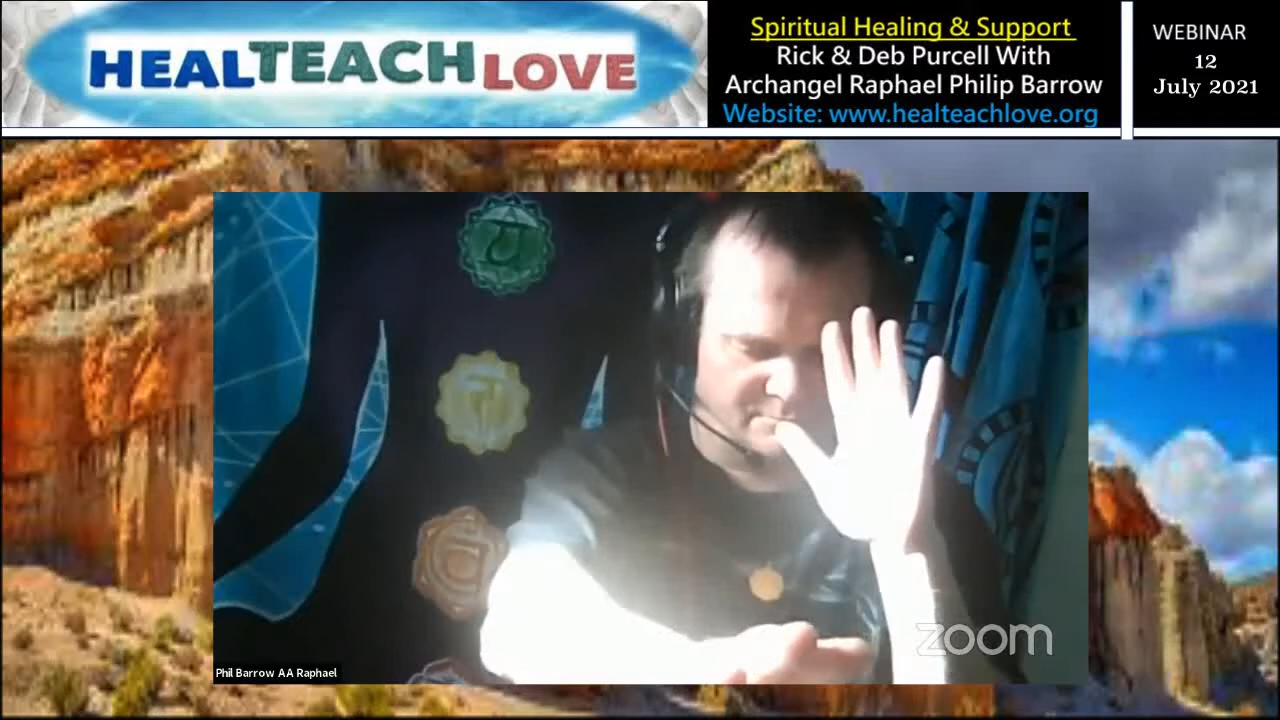 HEALTEACHLOVE
Spiritual Healing & Support
Rick & Deb Purcell With
Archangel Raphael Philip Barrow
Website: www.healteachlove.org
WEBINAR
12
July 2021
Phil Barrow AA Raphael
zoom